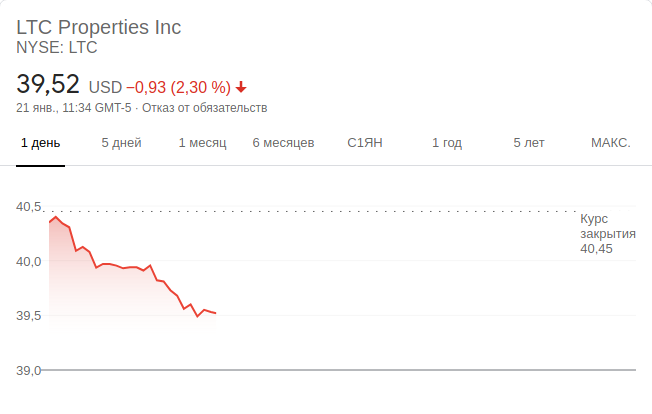 LTC Properties Inc
NYSE: LTC
39,52 USD −0,93 (2,30 %)
21 янв., 11:34 GMT-5 · Отказ от обязательств
1 день 5 дней 1 месяц 6 месяцев С1ЯН 1 год 5 лет МАКС.
40,5
Курс
закрытия
40,45
40,0
39,5
39,0